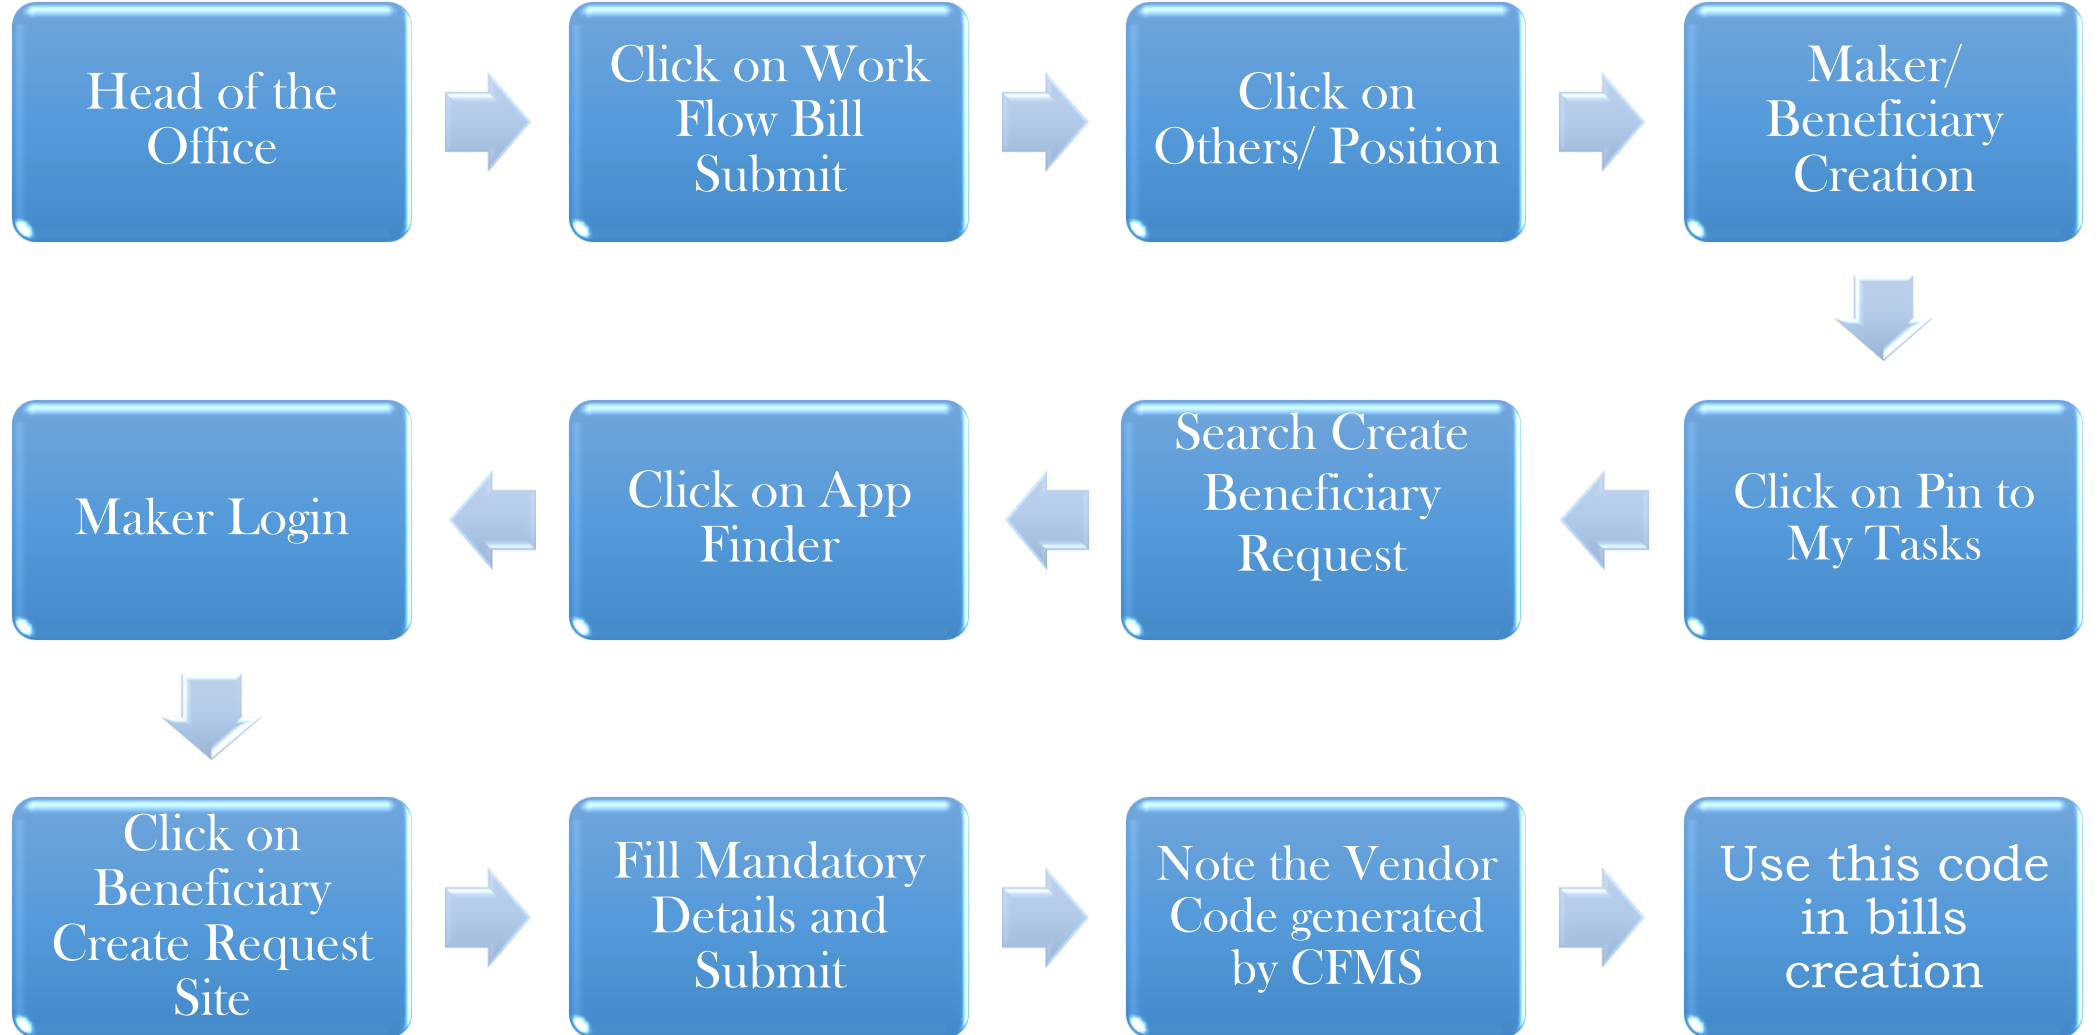 Head of the
Office
Click on Work
Flow Bill
Submit
Click on
Others/ Position
Maker/
Beneficiary
Creation
Click on Pin to
My Tasks
Search Create
Beneficiary
Request
Click on App
Finder
Maker Login
Click on
Beneficiary
Create Request
Site
Fill Mandatory
Details and
Submit
Note the Vendor
Code generated
by CFMS
Use this code
in bills
creation